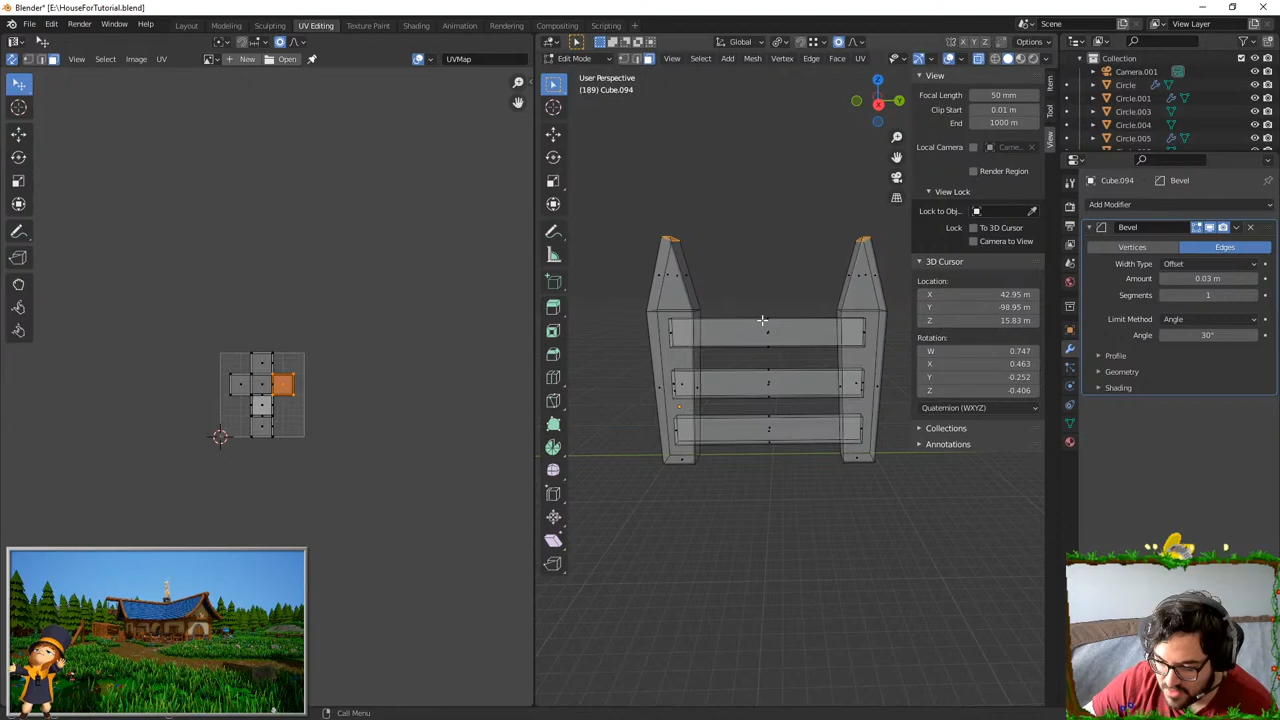 Blender* [E:\HouseForTutorial.blend]
File Edit Render Window Help Layout Modeling Sculpting UV Editing Texture Paint Shading Animation Rendering Compositing Scripting Scene View Layer
Global Options
View Select Image UV New Open UVMap Edit Mode View Select Add Mesh Vertex Edge Face UV
X Y Z
User Perspective
(189) Cube.094
Z
Y
X
View
Focal Length 50 mm
Clip Start 0.01 m
End 1000 m
Local Camera Came...
Render Region
View Lock
Lock to Obj...
Lock To 3D Cursor
Camera to View
3D Cursor
Location:
X 42.95 m
Y -98.95 m
Z 15.83 m
Rotation:
W 0.747
X 0.463
Y -0.252
Z -0.406
Quaternion (WXYZ)
Collections
Annotations
Item
Tool
View
Collection
Camera.001
Circle
Circle.001
Circle.003
Circle.004
Circle.005
Cube.094 Bevel
Add Modifier
Bevel
Vertices Edges
Width Type Offset
Amount 0.03 m
Segments 1
Limit Method Angle
Angle 30°
Profile
Geometry
Shading
Call Menu